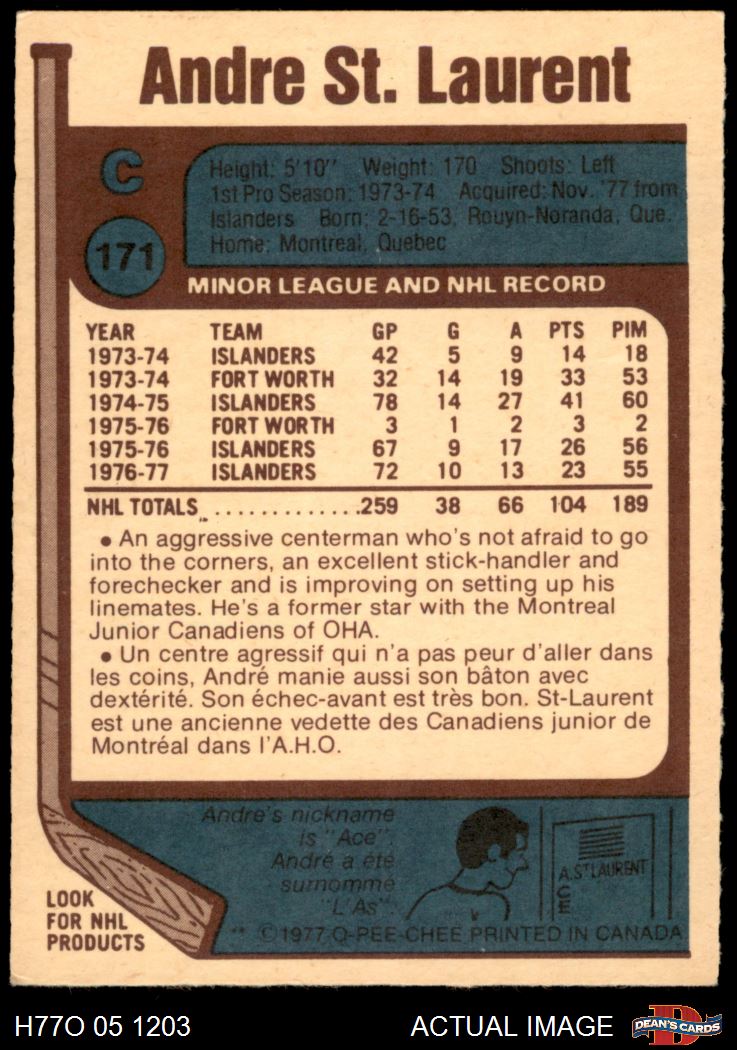 Andre St. Laurent
C
171
Height: 5'10" Weight: 170 Shoots: Left
1st Pro Season: 1973-74 Acquired: Nov. '77 from
Islanders Born: 2-16-53, Rouyn-Noranda, Que.
Home: Montreal, Quebec
MINOR LEAGUE AND NHL RECORD
YEAR TEAM GP G A PTS PIM
1973-74 ISLANDERS 42 5 9 14 18
1973-74 FORT WORTH 32 14 19 33 53
1974-75 ISLANDERS 78 14 27 41 60
1975-76 FORT WORTH 3 1 2 3 2
1975-76 ISLANDERS 67 9 17 26 56
1976-77 ISLANDERS 72 10 13 23 55
NHL TOTALS .............259 38 66 104 189
• An aggressive centerman who's not afraid to go
into the corners, an excellent stick-handler and
forechecker and is improving on setting up his
linemates. He's a former star with the Montreal
Junior Canadiens of OHA.
• Un centre agressif qui n'a pas peur d'aller dans
les coins, André manie aussi son bâton avec
dextérité. Son échec-avant est très bon. St-Laurent
est une ancienne vedette des Canadiens junior de
Montréal dans l'A.H.O.
Andre's nickname
is "Ace".
André a été
surnomme
"L'As"
A. ST LAURENT
A
C
E
LOOK
FOR NHL
PRODUCTS
** © 1977 O-PEE-CHEE PRINTED IN CANADA
H77O 05 1203
ACTUAL IMAGE
D
DEAN'S CARDS